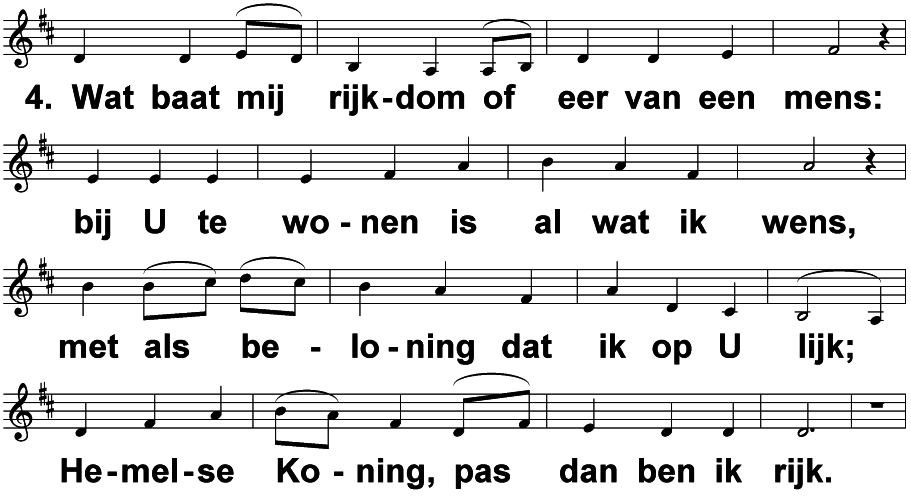 4. Wat baat mij rijk-dom of eer van een mens:
bij U te wo-nen is al wat ik wens,
met als be-lo-ning dat ik op U lijk;
He-mel-se Ko-ning, pas dan ben ik rijk.